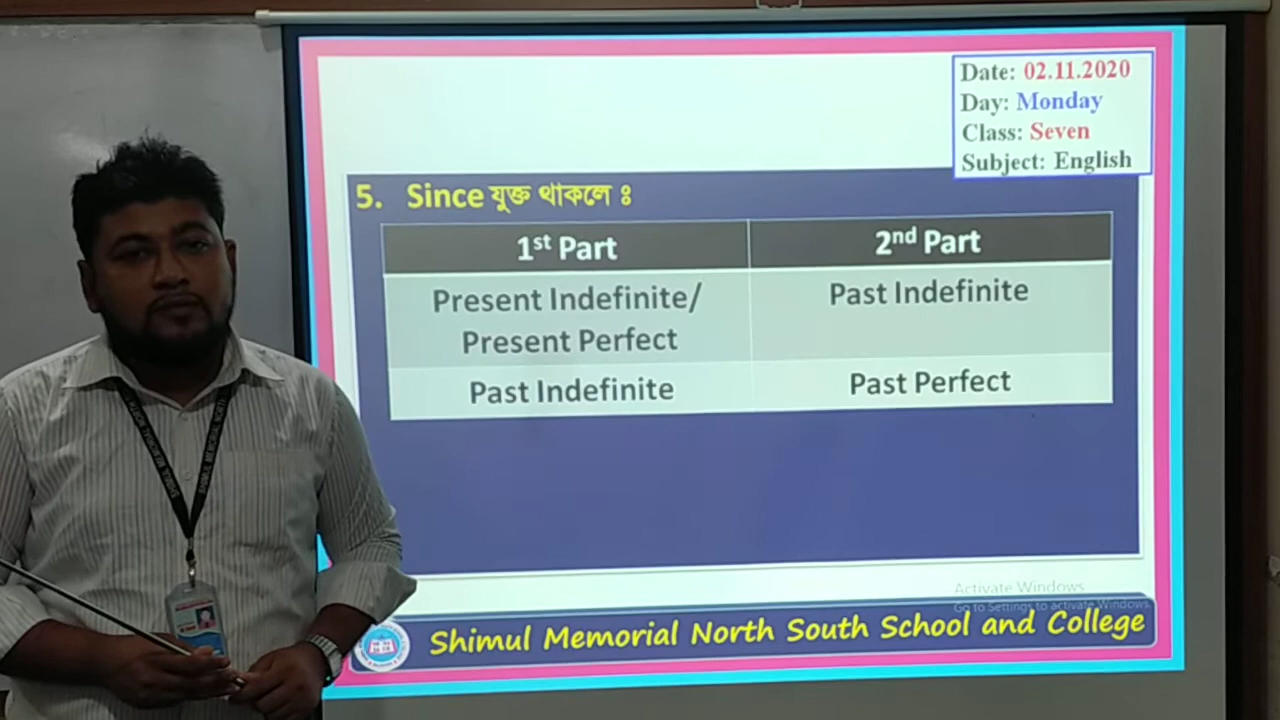 Date: 02.11.2020
Day: Monday
Class: Seven
Subject: English
5. Since যুক্ত থাকলে ঃ
1st Part 2nd Part
Present Indefinite/ Past Indefinite
Present Perfect
Past Indefinite Past Perfect
Activate Windows
Go to Settings to activate Windows.
Shimul Memorial North South School and College